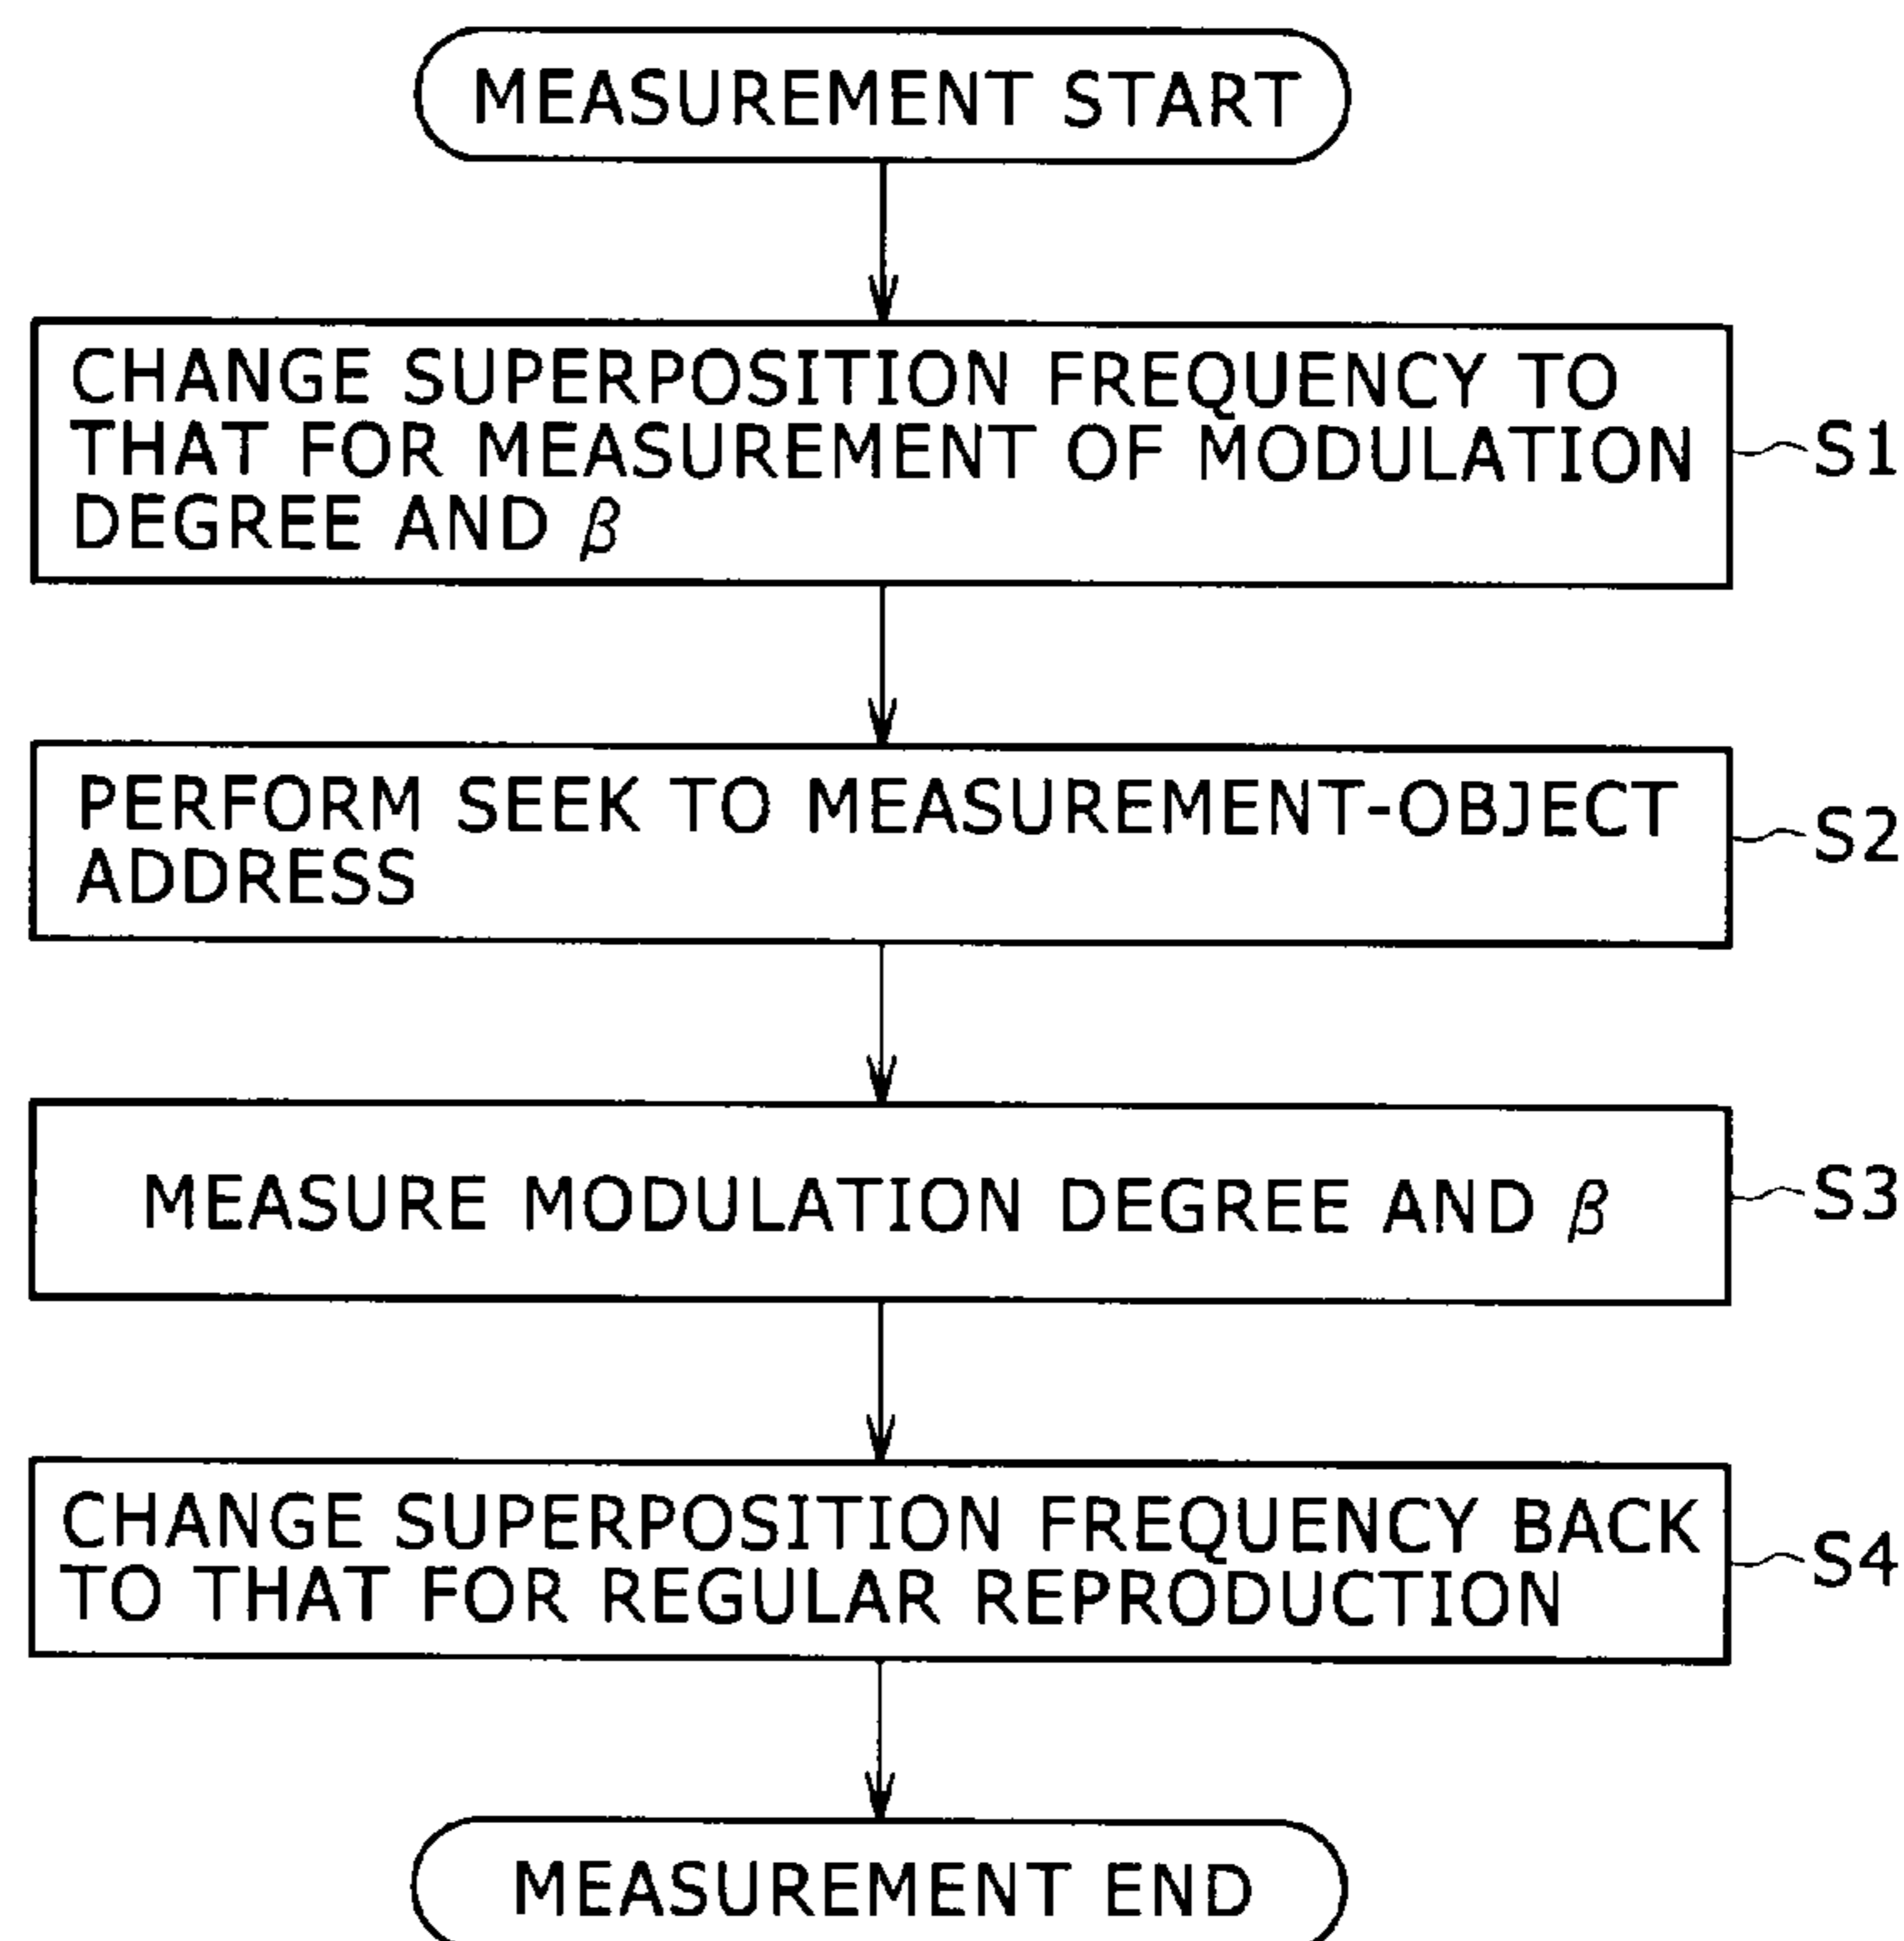 MEASUREMENT START
CHANGE SUPERPOSITION FREQUENCY TO
THAT FOR MEASUREMENT OF MODULATION
DEGREE AND β
S1
PERFORM SEEK TO MEASUREMENT-OBJECT
ADDRESS
S2
MEASURE MODULATION DEGREE AND β
S3
CHANGE SUPERPOSITION FREQUENCY BACK
TO THAT FOR REGULAR REPRODUCTION
S4
MEASUREMENT END